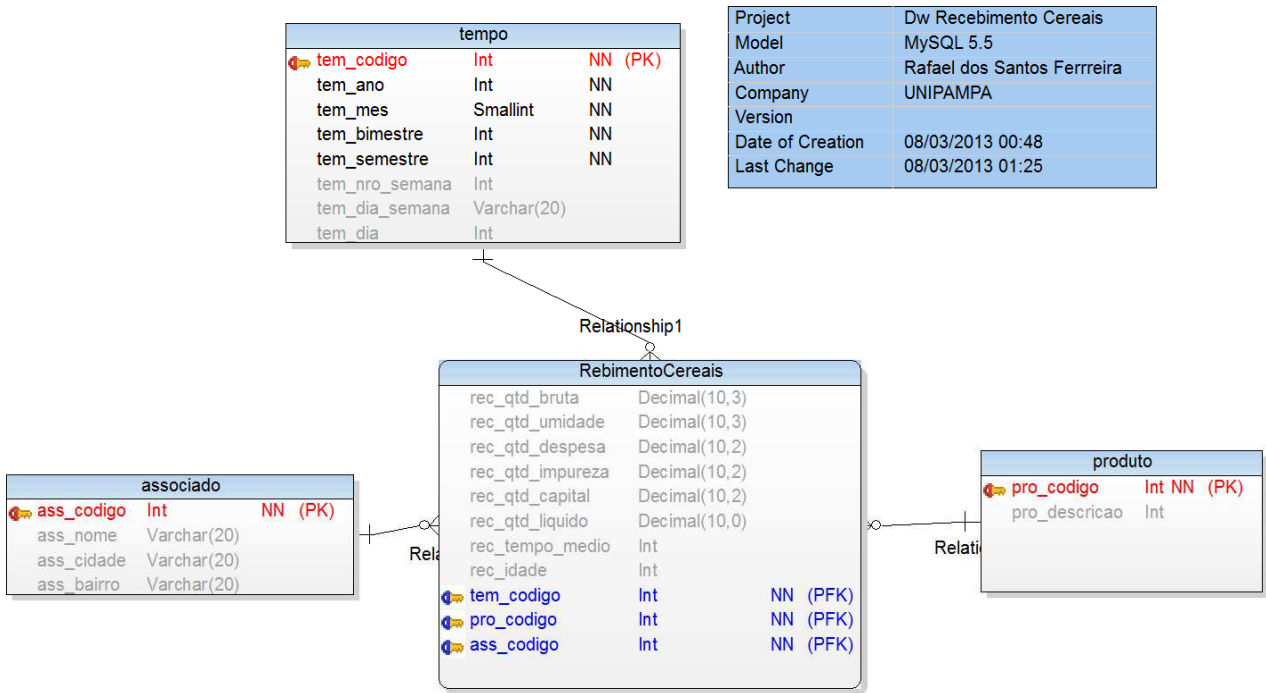 tempo
tem_codigo Int NN (PK)
tem_ano Int NN
tem_mes Smallint NN
tem_bimestre Int NN
tem_semestre Int NN
tem_nro_semana Int
tem_dia_semana Varchar(20)
tem_dia Int
Project Dw Recebimento Cereais
Model MySQL 5.5
Author Rafael dos Santos Ferrreira
Company UNIPAMPA
Version
Date of Creation 08/03/2013 00:48
Last Change 08/03/2013 01:25
Relationship1
RebimentoCereais
rec_qtd_bruta Decimal(10,3)
rec_qtd_umidade Decimal(10,3)
rec_qtd_despesa Decimal(10,2)
rec_qtd_impureza Decimal(10,2)
rec_qtd_capital Decimal(10,2)
rec_qtd_liquido Decimal(10,0)
rec_tempo_medio Int
rec_idade Int
tem_codigo Int NN (PFK)
pro_codigo Int NN (PFK)
ass_codigo Int NN (PFK)
associado
ass_codigo Int NN (PK)
ass_nome Varchar(20)
ass_cidade Varchar(20)
ass_bairro Varchar(20)
Rela
produto
pro_codigo Int NN (PK)
pro_descricao Int
Relati